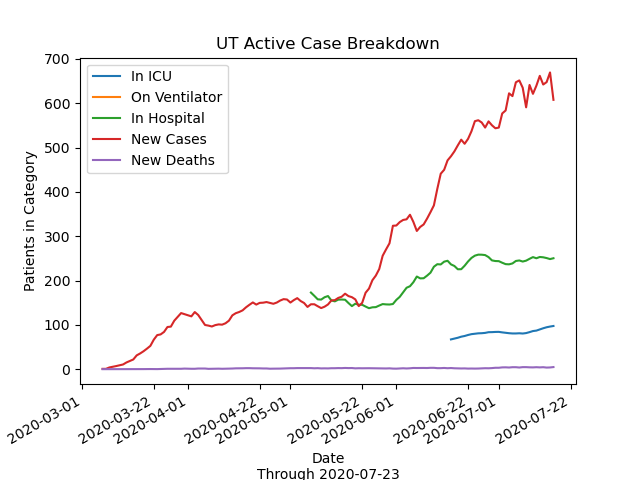 UT Active Case Breakdown
In ICU
On Ventilator
In Hospital
New Cases
New Deaths
Patients in Category
700
600
500
400
300
200
100
0
2020-03-01
2020-03-22
2020-04-01
2020-04-22
2020-05-01
2020-05-22
2020-06-01
2020-06-22
2020-07-01
2020-07-22
Date
Through 2020-07-23